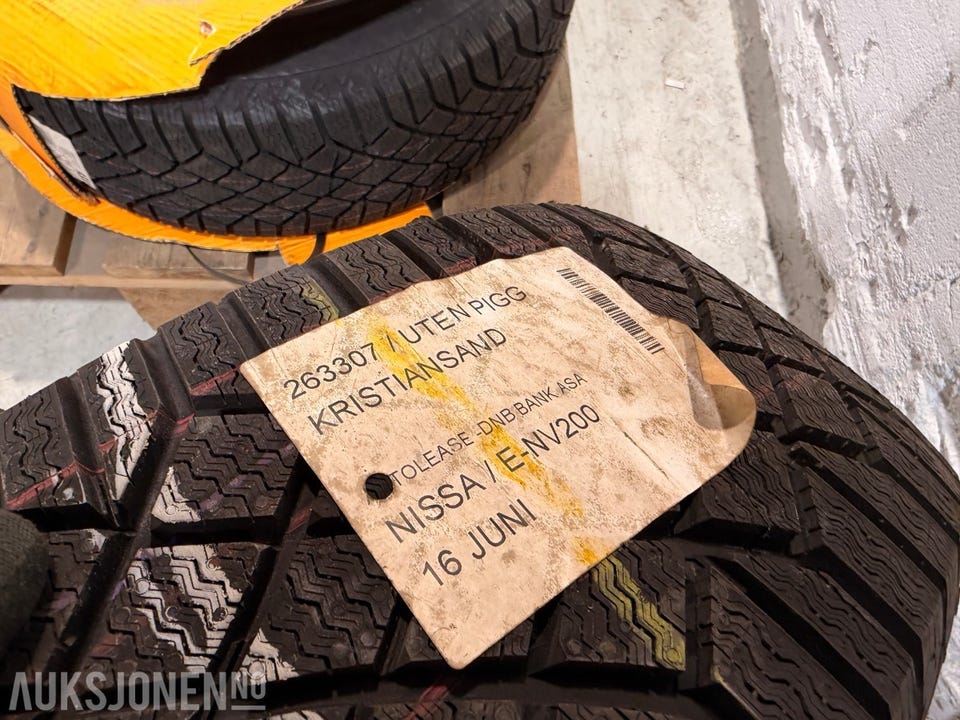 263307 / UTEN PIGG
KRISTIANSAND
TOLEASE -DNB BANK ASA
NISSA / E-NV200
16 JUNI
AUKSJONEN NO